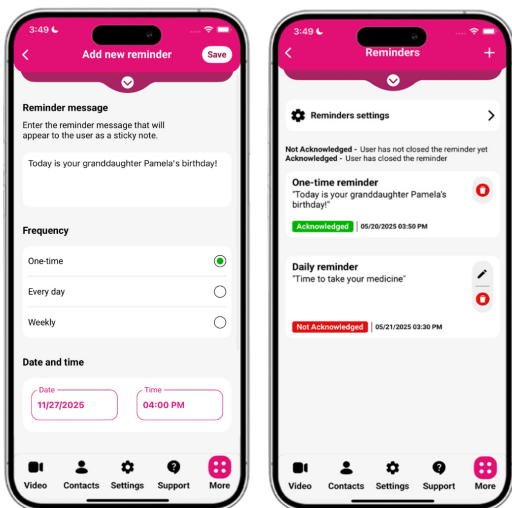 3:49
Add new reminder
Save
Reminder message
Enter the reminder message that will
appear to the user as a sticky note.
Today is your granddaughter Pamela's birthday!
Frequency
One-time
Every day
Weekly
Date and time
Date
11/27/2025
Time
04:00 PM
Video Contacts Settings Support More
3:49
Reminders
Reminders settings
Not Acknowledged - User has not closed the reminder yet
Acknowledged - User has closed the reminder
One-time reminder
"Today is your granddaughter Pamela's
birthday!"
Acknowledged 05/20/2025 03:50 PM
Daily reminder
"Time to take your medicine"
Not Acknowledged 05/21/2025 03:30 PM
Video Contacts Settings Support More